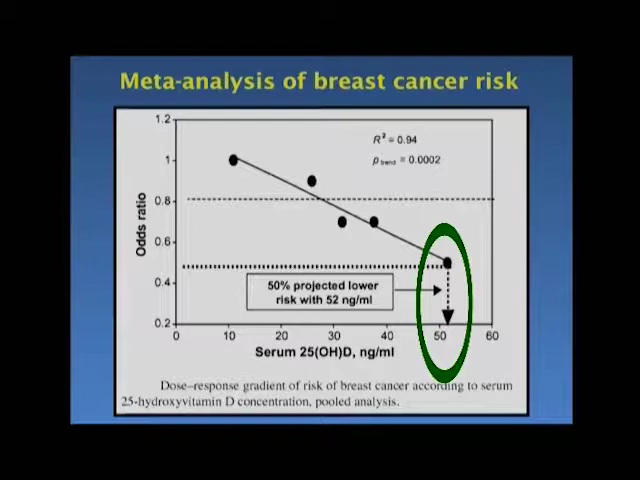 Meta-analysis of breast cancer risk
1.2
1
0.8
0.6
0.4
0.2
Odds ratio
R² = 0.94
p trend = 0.0002
50% projected lower
risk with 52 ng/ml
0 10 20 30 40 50 60
Serum 25(OH)D, ng/ml
Dose–response gradient of risk of breast cancer according to serum
25-hydroxyvitamin D concentration, pooled analysis.